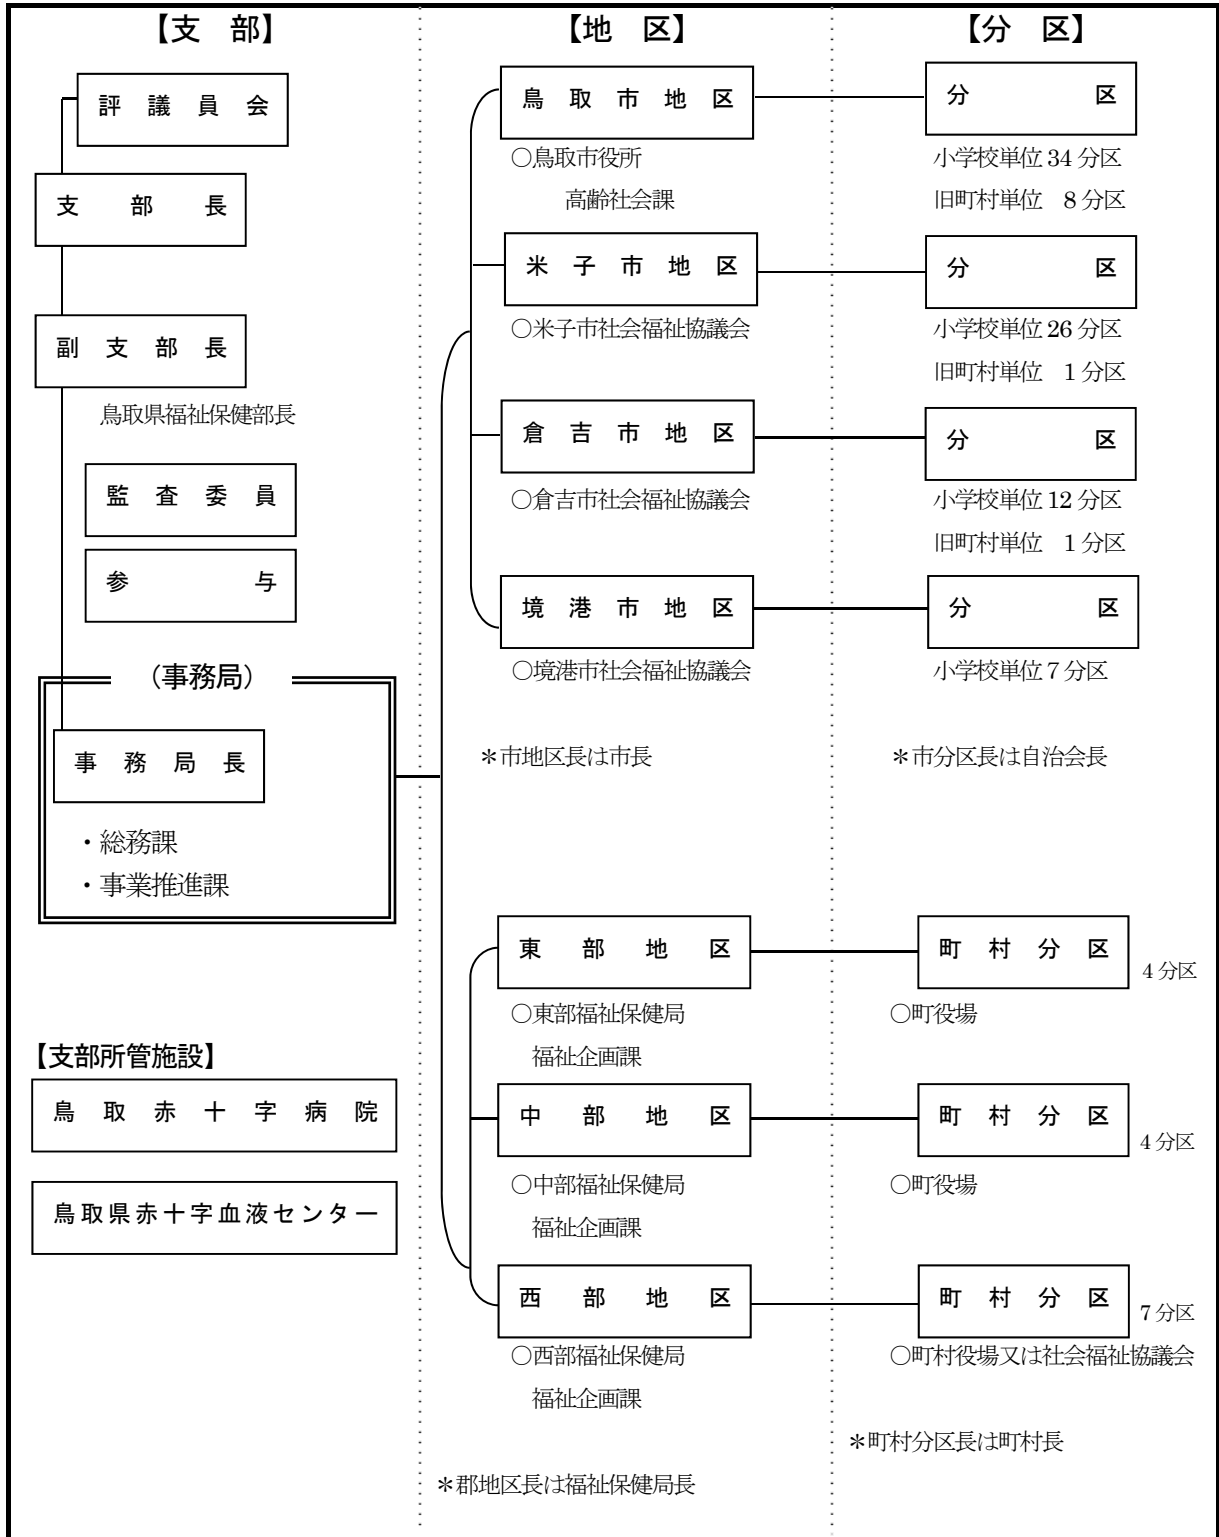 【支　部】
評議員会
支部長
副支部長
鳥取県福祉保健部長
監査委員
参与
（事務局）
事務局長
・総務課
・事業推進課
【支部所管施設】
鳥取赤十字病院
鳥取県赤十字血液センター
【地　区】
鳥取市地区
○鳥取市役所
高齢社会課
米子市地区
○米子市社会福祉協議会
倉吉市地区
○倉吉市社会福祉協議会
境港市地区
○境港市社会福祉協議会
＊市地区長は市長
東部地区
○東部福祉保健局
福祉企画課
中部地区
○中部福祉保健局
福祉企画課
西部地区
○西部福祉保健局
福祉企画課
＊郡地区長は福祉保健局長
【分　区】
分区
小学校単位 34 分区
旧町村単位　8 分区
分区
小学校単位 26 分区
旧町村単位　1 分区
分区
小学校単位 12 分区
旧町村単位　1 分区
分区
小学校単位 7 分区
＊市分区長は自治会長
町村分区
4 分区
○町役場
町村分区
4 分区
○町役場
町村分区
7 分区
○町村役場又は社会福祉協議会
＊町村分区長は町村長